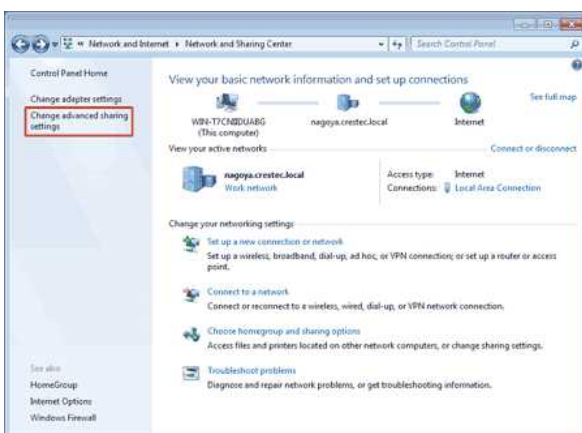 Network and Internet ▸ Network and Sharing Center
Search Control Panel
Control Panel Home
Change adapter settings
Change advanced sharing
settings
See also
HomeGroup
Internet Options
Windows Firewall
View your basic network information and set up connections
See full map
(This computer)
nagoya.crestec.local
Internet
View your active networks
Connect or disconnect
nagoya.crestec.local
Work network
Access type: Internet
Connections: Local Area Connection
Change your networking settings
Set up a new connection or network
Set up a wireless, broadband, dial-up, ad hoc, or VPN connection; or set up a router or access
point.
Connect to a network
Connect or reconnect to a wireless, wired, dial-up, or VPN network connection.
Choose homegroup and sharing options
Access files and printers located on other network computers, or change sharing settings.
Troubleshoot problems
Diagnose and repair network problems, or get troubleshooting information.